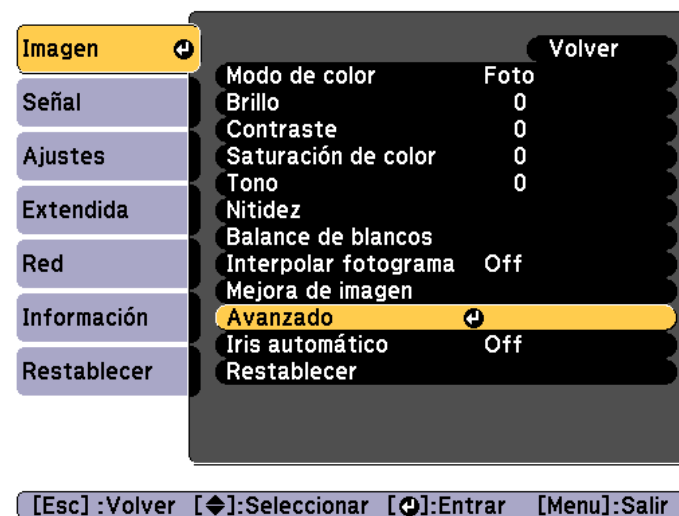 Imagen
Señal
Ajustes
Extendida
Red
Información
Restablecer
Volver
Modo de color Foto
Brillo 0
Contraste 0
Saturación de color 0
Tono 0
Nitidez
Balance de blancos
Interpolar fotograma Off
Mejora de imagen
Avanzado
Iris automático Off
Restablecer
[Esc] :Volver [◆]:Seleccionar [↵]:Entrar [Menu]:Salir